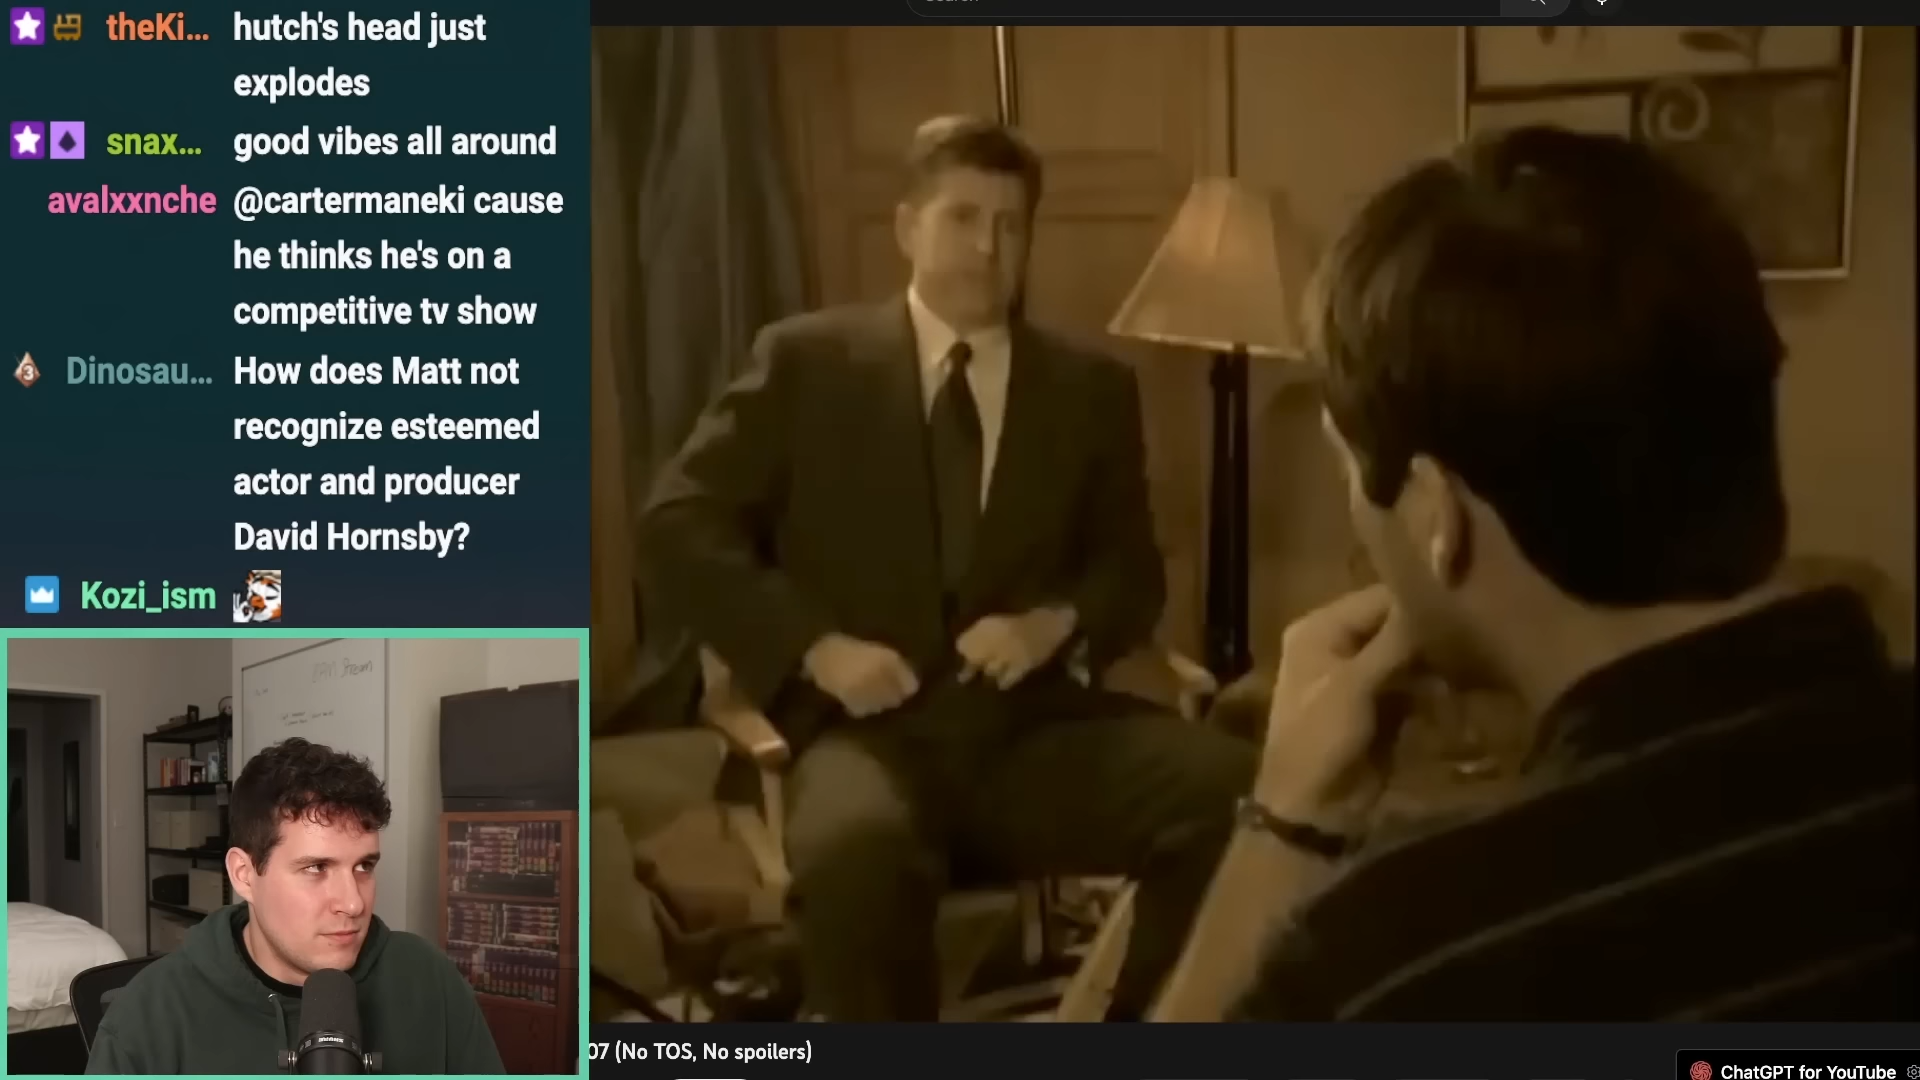 Search
theKi... hutch's head just
explodes
snax... good vibes all around
avalxxnche @cartermaneki cause
he thinks he's on a
competitive tv show
Dinosau... How does Matt not
recognize esteemed
actor and producer
David Hornsby?
Kozi_ism
07 (No TOS, No spoilers)
ChatGPT for YouTube